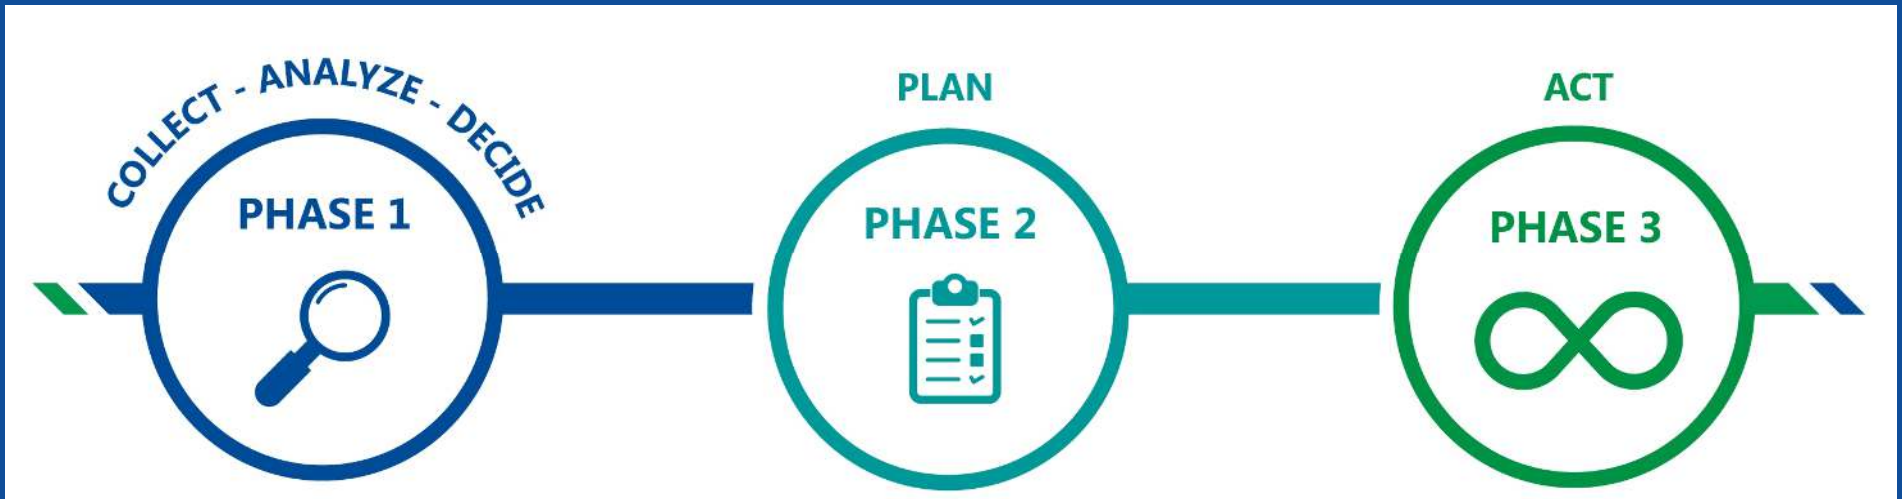 COLLECT - ANALYZE - DECIDE
PHASE 1
PLAN
PHASE 2
ACT
PHASE 3